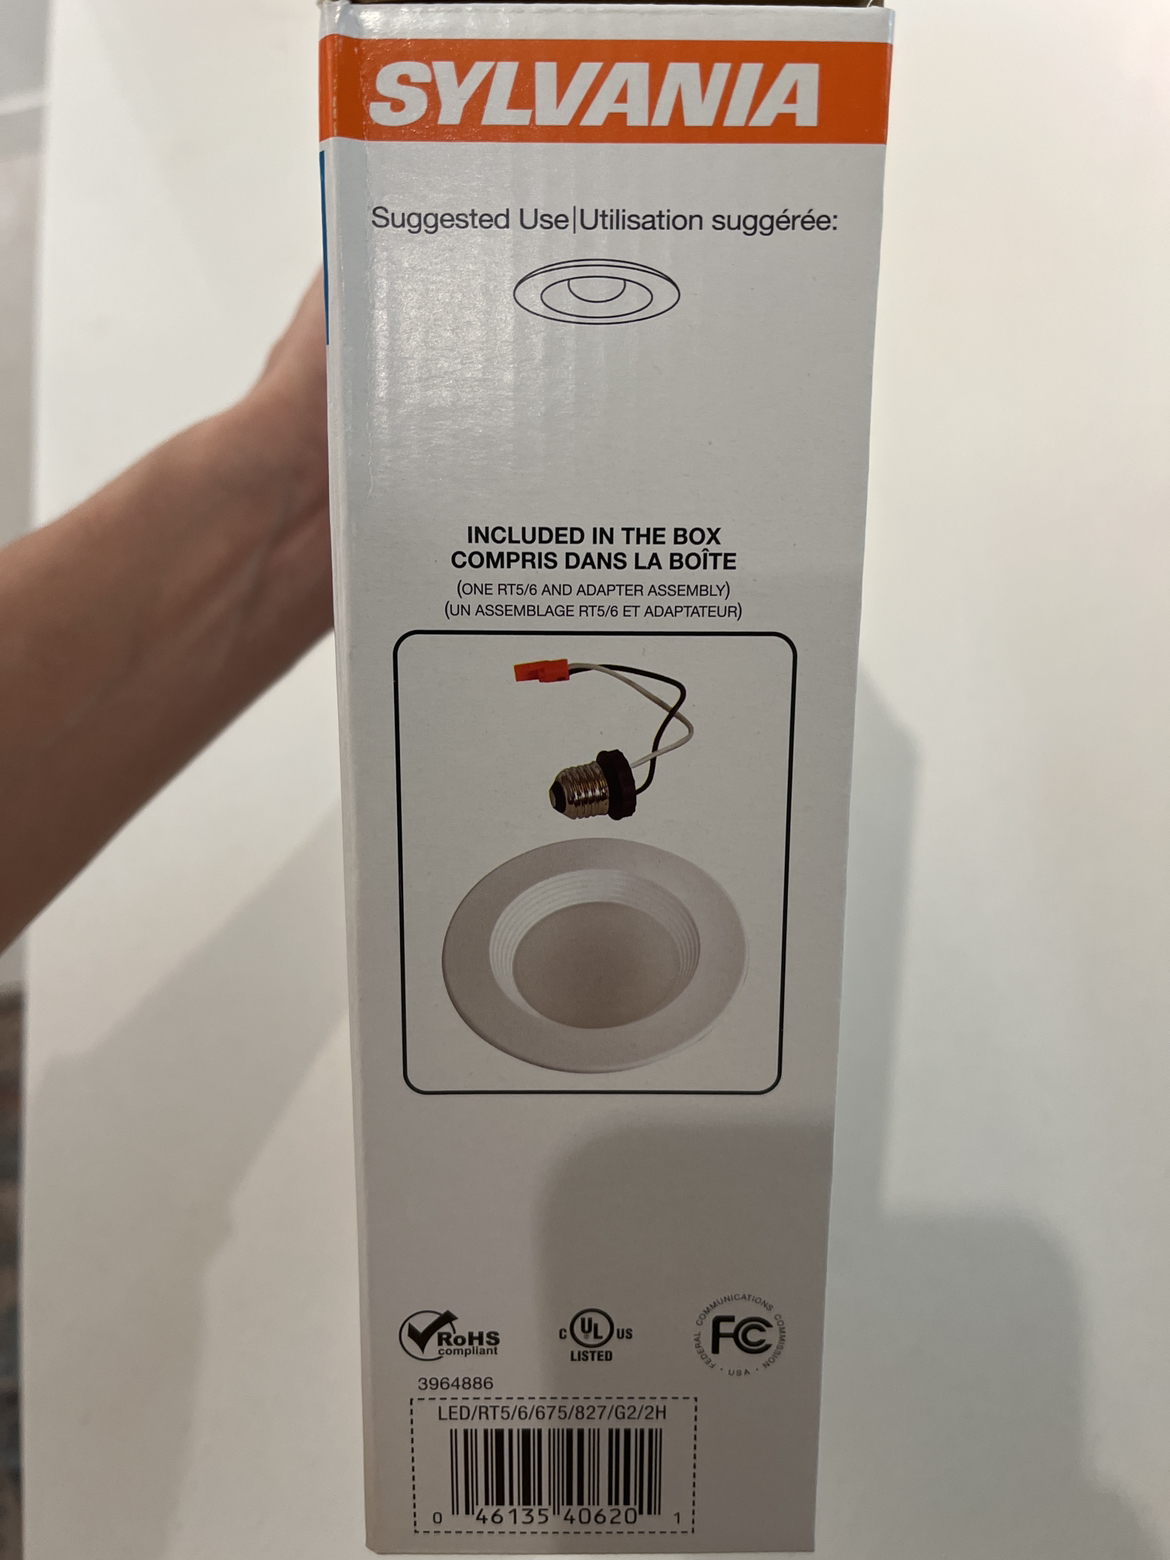 SYLVANIA
Suggested Use|Utilisation suggérée:
INCLUDED IN THE BOX
COMPRIS DANS LA BOÎTE
(ONE RT5/6 AND ADAPTER ASSEMBLY)
(UN ASSEMBLAGE RT5/6 ET ADAPTATEUR)
RoHS
compliant
C UL US
LISTED
FEDERAL COMMUNICATIONS COMMISSION • USA •
FC
3964886
LED/RT5/6/675/827/G2/2H
0 46135 40620 1